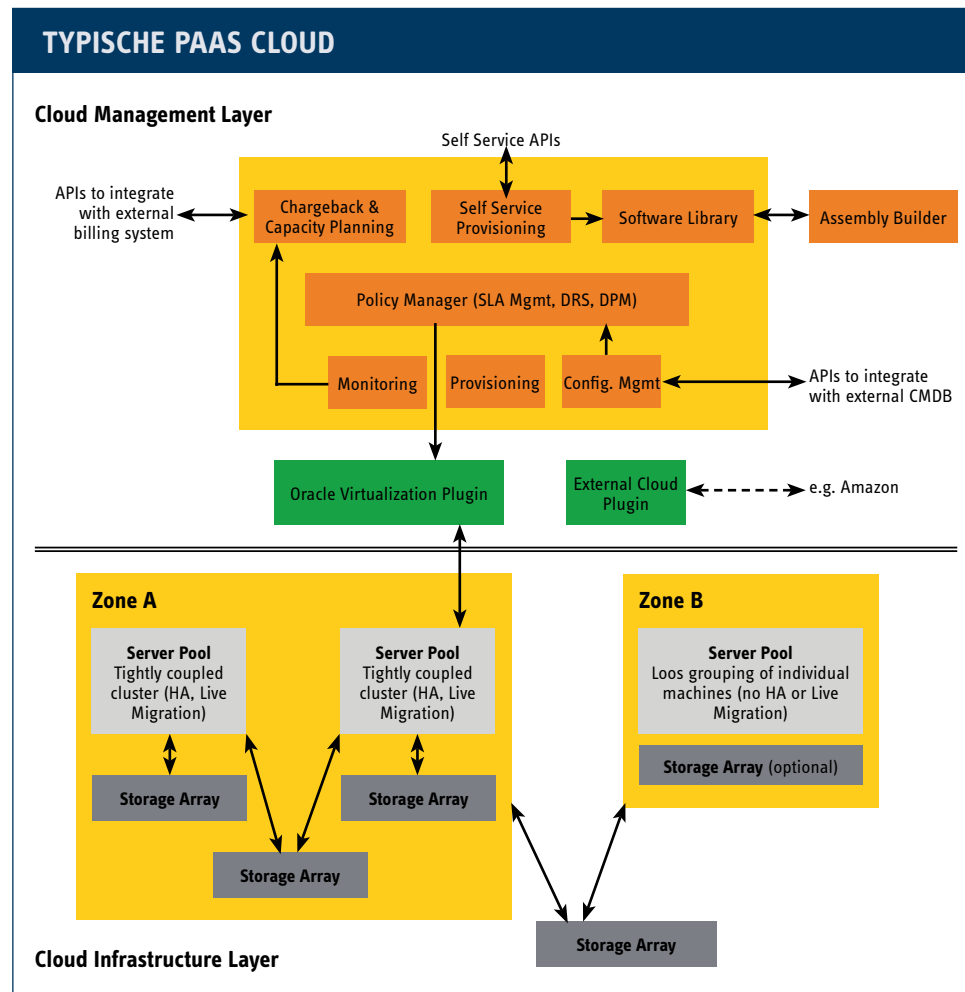 TYPISCHE PAAS CLOUD
Cloud Management Layer
Self Service APIs
APIs to integrate
with external
billing system
Chargeback &
Capacity Planning
Self Service
Provisioning
Software Library
Assembly Builder
Policy Manager (SLA Mgmt, DRS, DPM)
Monitoring
Provisioning
Config. Mgmt
APIs to integrate
with external CMDB
Oracle Virtualization Plugin
External Cloud
Plugin
e.g. Amazon
Zone A
Server Pool
Tightly coupled
cluster (HA, Live
Migration)
Server Pool
Tightly coupled
cluster (HA, Live
Migration)
Storage Array
Storage Array
Storage Array
Zone B
Server Pool
Loos grouping of individual
machines (no HA or Live
Migration)
Storage Array (optional)
Storage Array
Cloud Infrastructure Layer